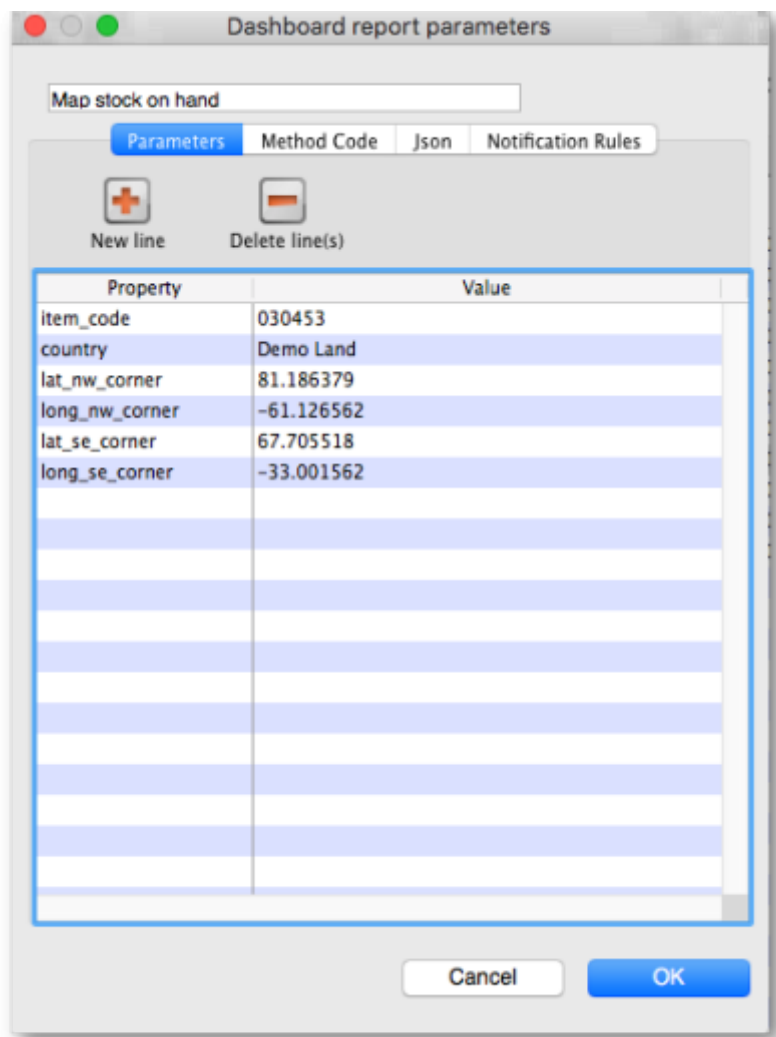 Dashboard report parameters
Map stock on hand
Parameters Method Code Json Notification Rules
New line Delete line(s)
Property Value
item_code 030453
country Demo Land
lat_nw_corner 81.186379
long_nw_corner -61.126562
lat_se_corner 67.705518
long_se_corner -33.001562
Cancel OK